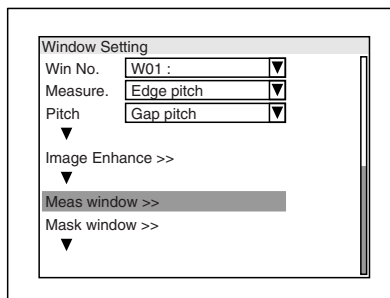 Window Setting
Win No. W01 :
Measure. Edge pitch
Pitch Gap pitch
Image Enhance >>
Meas window >>
Mask window >>